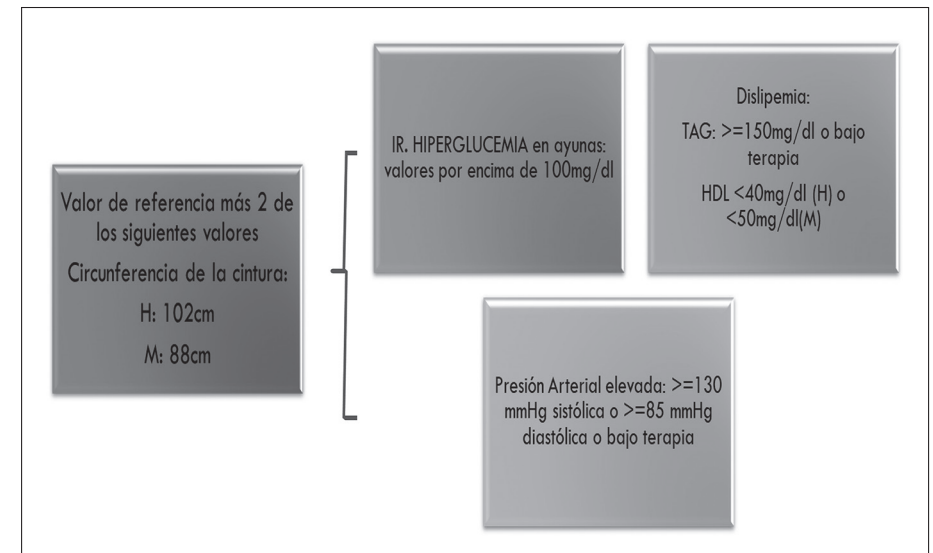 Valor de referencia más 2 de
los siguientes valores
Circunferencia de la cintura:
H: 102cm
M: 88cm
IR. HIPERGLUCEMIA en ayunas:
valores por encima de 100mg/dl
Dislipemia:
TAG: >=150mg/dl o bajo
terapia
HDL <40mg/dl (H) o
<50mg/dl(M)
Presión Arterial elevada: >=130
mmHg sistólica o >=85 mmHg
diastólica o bajo terapia